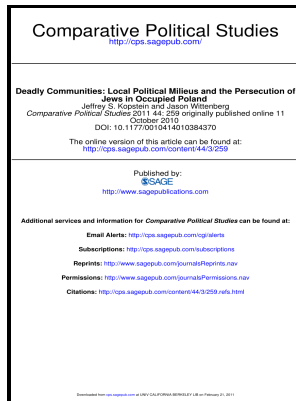 Comparative Political Studies
http://cps.sagepub.com/
Deadly Communities: Local Political Milieus and the Persecution of
Jews in Occupied Poland
Jeffrey S. Kopstein and Jason Wittenberg
Comparative Political Studies 2011 44: 259 originally published online 11
October 2010
DOI: 10.1177/0010414010384370
The online version of this article can be found at:
http://cps.sagepub.com/content/44/3/259
Published by:
SAGE
http://www.sagepublications.com
Additional services and information for Comparative Political Studies can be found at:
Email Alerts: http://cps.sagepub.com/cgi/alerts
Subscriptions: http://cps.sagepub.com/subscriptions
Reprints: http://www.sagepub.com/journalsReprints.nav
Permissions: http://www.sagepub.com/journalsPermissions.nav
Citations: http://cps.sagepub.com/content/44/3/259.refs.html
Downloaded from cps.sagepub.com at UNIV CALIFORNIA BERKELEY LIB on February 21, 2011